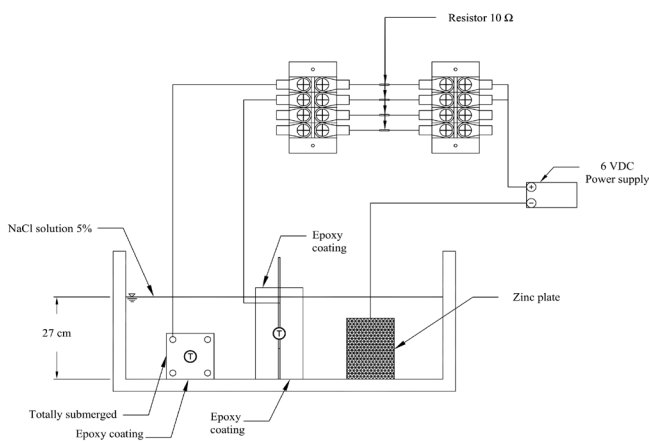 Resistor 10 Ω
6 VDC
Power supply
+
−
NaCl solution 5%
Epoxy
coating
Zinc plate
27 cm
T
T
Totally submerged
Epoxy coating
Epoxy
coating